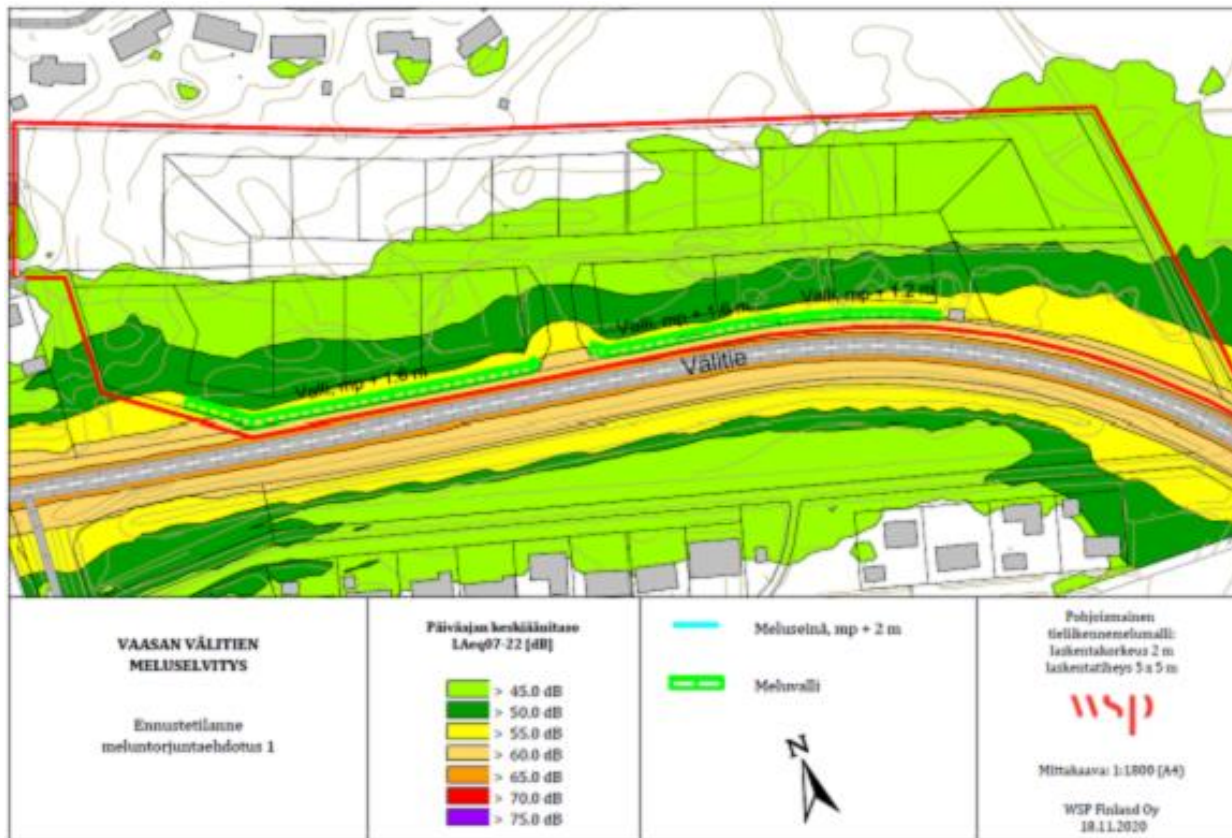 Valli, mp + 1.6 m
Valli, mp + 1.6 m
Valli, mp + 1.2 m
Välitie
VAASAN VÄLITIEN
MELUSELVITYS
Ennustetilanne
meluntorjuntaehdotus 1
Päiväajan keskiäänitaso
LAeq07-22 [dB]
> 45.0 dB
> 50.0 dB
> 55.0 dB
> 60.0 dB
> 65.0 dB
> 70.0 dB
> 75.0 dB
Meluseinä, mp + 2 m
Meluvalli
N
Pohjoismainen
tieliikennemelumalli:
laskentakorkeus 2 m
laskentatiheys 5 x 5 m
wsp
Mittakaava: 1:1800 (A4)
WSP Finland Oy
18.11.2020